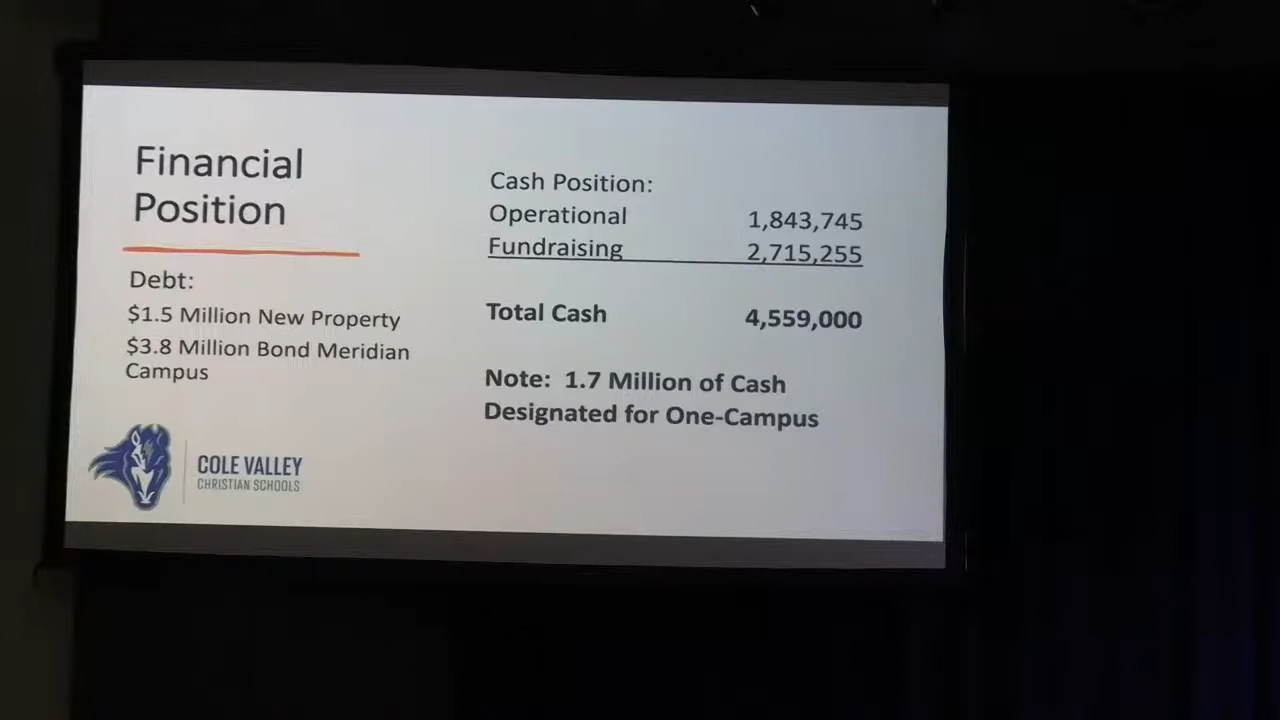 Financial
Position
Debt:
$1.5 Million New Property
$3.8 Million Bond Meridian
Campus
COLE VALLEY
CHRISTIAN SCHOOLS
Cash Position:
Operational 1,843,745
Fundraising 2,715,255
Total Cash 4,559,000
Note: 1.7 Million of Cash
Designated for One-Campus